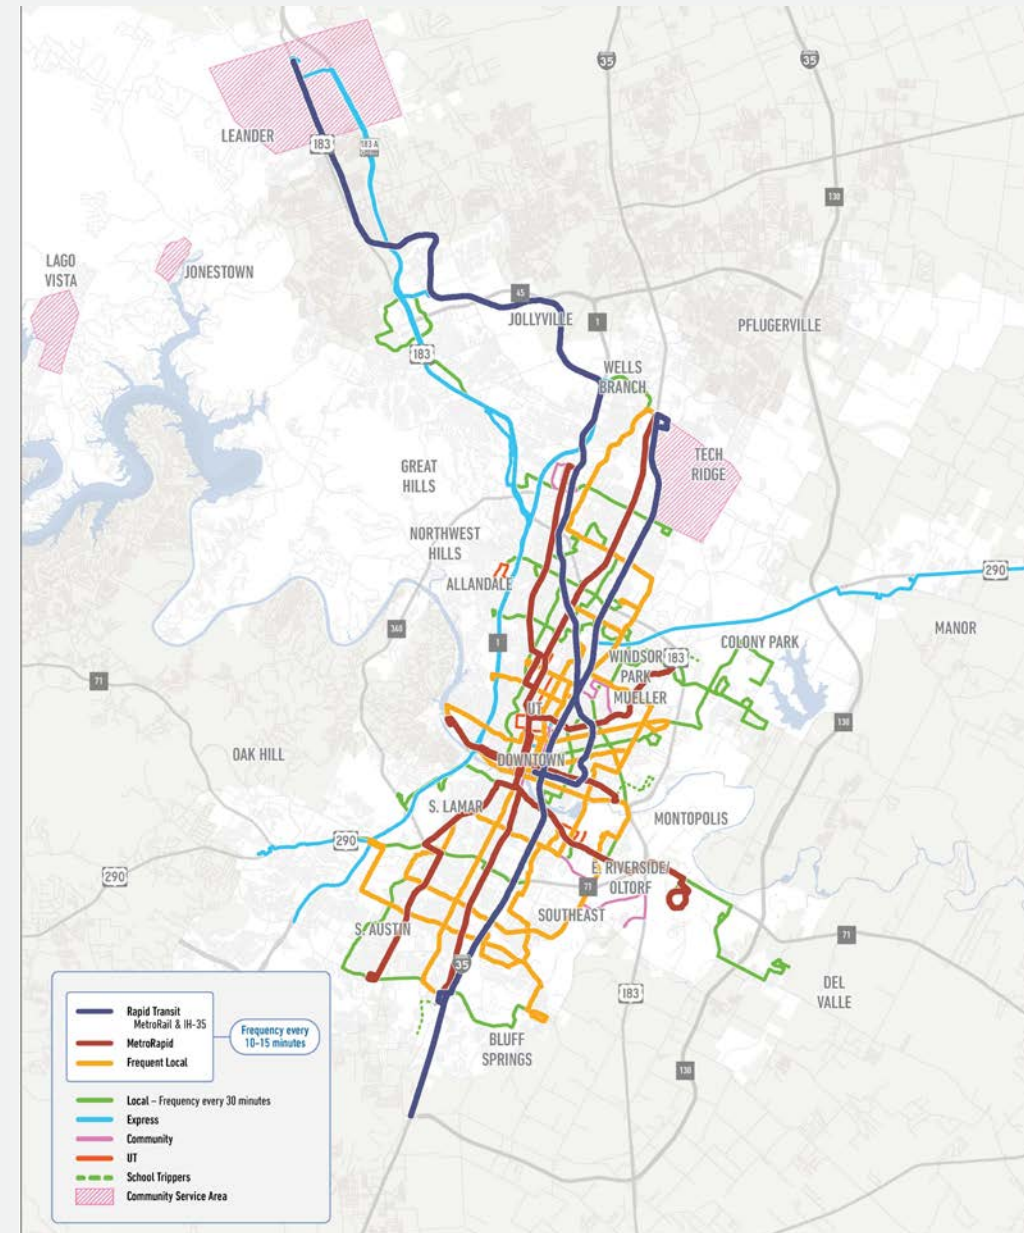 35
35
LEANDER
183
183 A
130
LAGO
VISTA
JONESTOWN
45
JOLLYVILLE
1
PFLUGERVILLE
183
WELLS
BRANCH
TECH
RIDGE
GREAT
HILLS
NORTHWEST
HILLS
ALLANDALE
290
360
1
MANOR
COLONY PARK
WINDSOR
PARK
183
71
MUELLER
UT
130
OAK HILL
DOWNTOWN
S. LAMAR
MONTOPOLIS
290
290
E. RIVERSIDE/
OLTORF
71
SOUTHEAST
S. AUSTIN
71
35
183
DEL
VALLE
BLUFF
SPRINGS
130
Rapid Transit
MetroRail & IH-35
MetroRapid
Frequent Local
Frequency every
10-15 minutes
Local – Frequency every 30 minutes
Express
Community
UT
School Trippers
Community Service Area